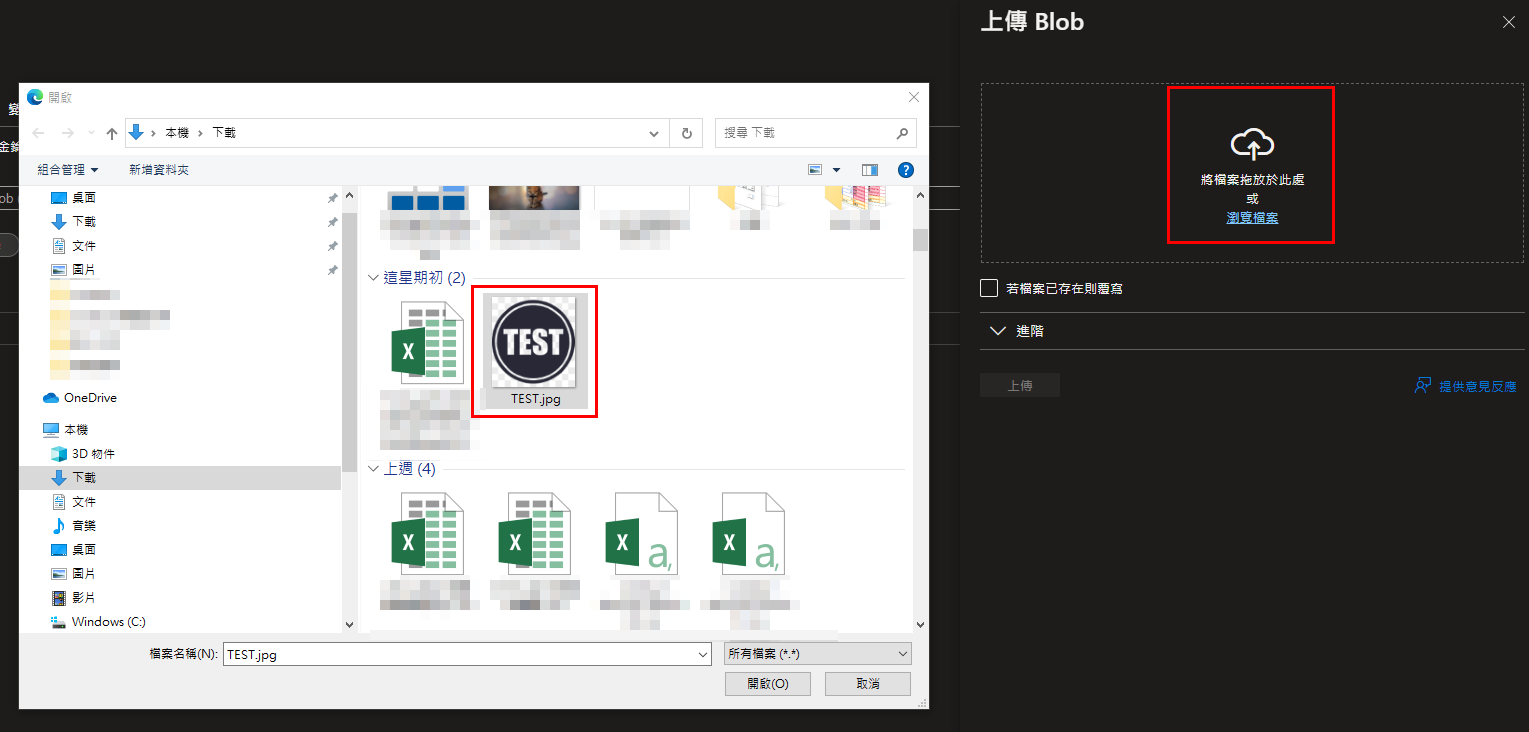 上傳 Blob
開啟
變
本機
下載
搜尋 下載
金鑰
組合管理
新增資料夾
桌面
下載
文件
圖片
ob
這星期初 (2)
X
TEST
TEST.jpg
OneDrive
本機
3D 物件
下載
文件
音樂
桌面
圖片
影片
Windows (C:)
上週 (4)
X
X
X a,
X a,
檔案名稱(N):
TEST.jpg
所有檔案 (*.*)
開啟(O)
取消
將檔案拖放於此處
或
瀏覽檔案
若檔案已存在則覆寫
進階
上傳
提供意見反應